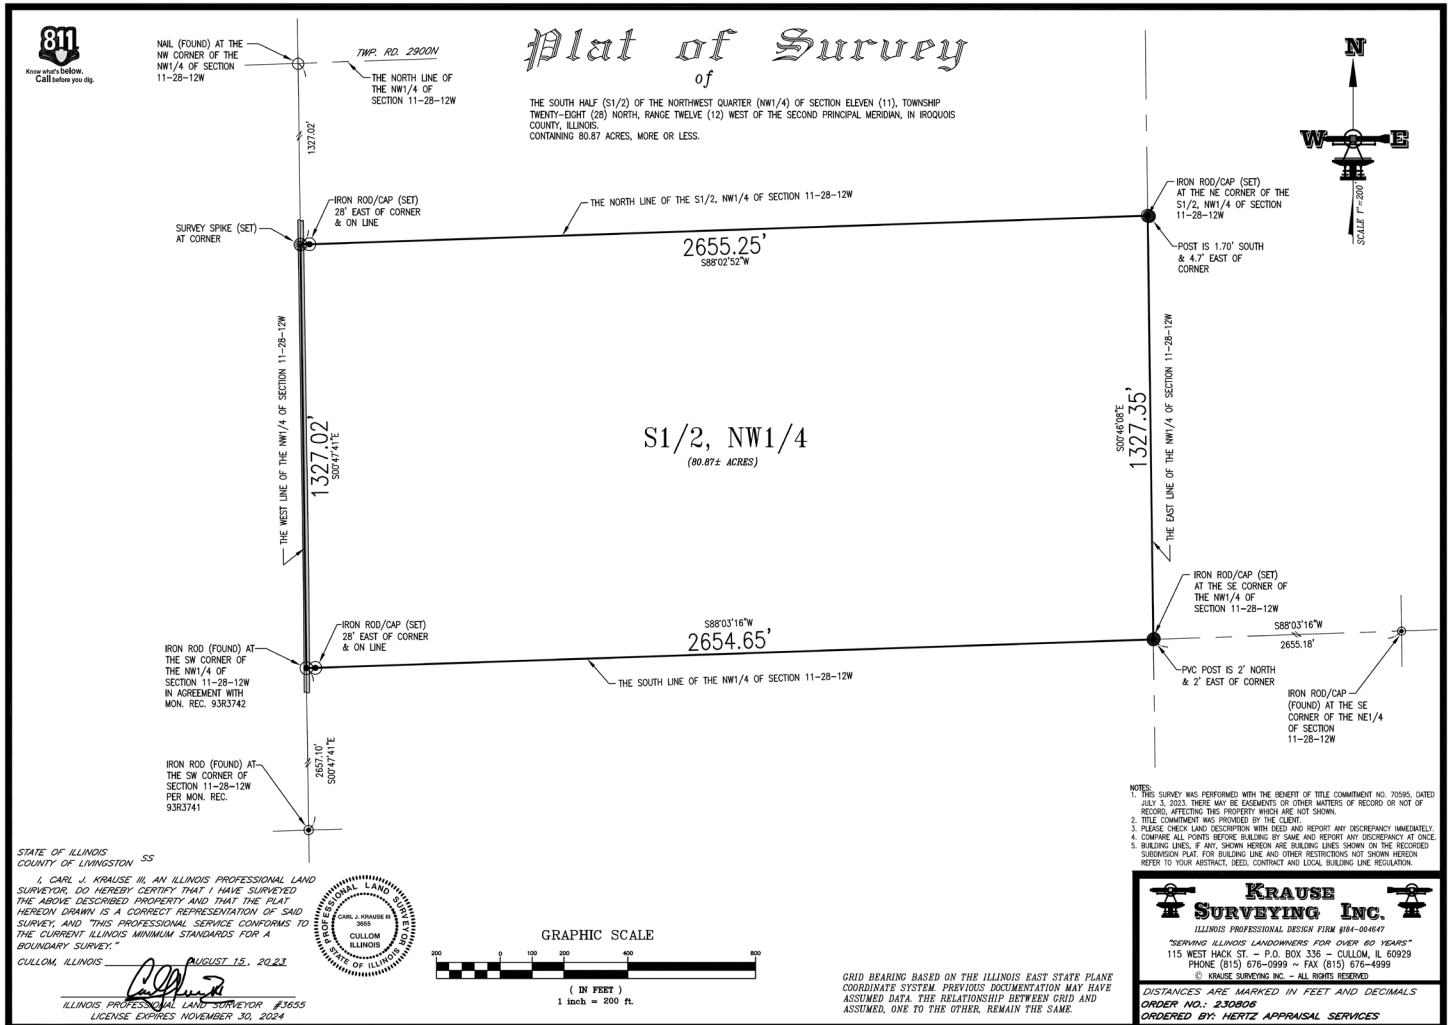 811
Know what's below.
Call before you dig.
NAIL (FOUND) AT THE
NW CORNER OF THE
NW1/4 OF SECTION
11-28-12W
TWP. RD. 2900N
THE NORTH LINE OF
THE NW1/4 OF
SECTION 11-28-12W
1327.02'
Plat of Survey
of
THE SOUTH HALF (S1/2) OF THE NORTHWEST QUARTER (NW1/4) OF SECTION ELEVEN (11), TOWNSHIP
TWENTY-EIGHT (28) NORTH, RANGE TWELVE (12) WEST OF THE SECOND PRINCIPAL MERIDIAN, IN IROQUOIS
COUNTY, ILLINOIS.
CONTAINING 80.87 ACRES, MORE OR LESS.
N
W
E
SCALE 1"=200'
SURVEY SPIKE (SET)
AT CORNER
IRON ROD/CAP (SET)
28' EAST OF CORNER
& ON LINE
THE NORTH LINE OF THE S1/2, NW1/4 OF SECTION 11-28-12W
2655.25'
S88°02'52"W
IRON ROD/CAP (SET)
AT THE NE CORNER OF THE
S1/2, NW1/4 OF SECTION
11-28-12W
POST IS 1.70' SOUTH
& 4.7' EAST OF
CORNER
THE WEST LINE OF THE NW1/4 OF SECTION 11-28-12W
1327.02'
S00°47'41"E
S1/2, NW1/4
(80.87± ACRES)
S00°46'08"E
1327.35'
THE EAST LINE OF THE NW1/4 OF SECTION 11-28-12W
IRON ROD/CAP (SET)
AT THE SE CORNER OF
THE NW1/4 OF
SECTION 11-28-12W
IRON ROD (FOUND) AT
THE SW CORNER OF
THE NW1/4 OF
SECTION 11-28-12W
IN AGREEMENT WITH
MON. REC. 93R3742
IRON ROD/CAP (SET)
28' EAST OF CORNER
& ON LINE
S88°03'16"W
2654.65'
THE SOUTH LINE OF THE NW1/4 OF SECTION 11-28-12W
S88°03'16"W
2655.18'
PVC POST IS 2' NORTH
& 2' EAST OF CORNER
IRON ROD/CAP
(FOUND) AT THE SE
CORNER OF THE NE1/4
OF SECTION
11-28-12W
2657.10'
S00°47'41"E
IRON ROD (FOUND) AT
THE SW CORNER OF
SECTION 11-28-12W
PER MON. REC.
93R3741
NOTES:
1. THIS SURVEY WAS PERFORMED WITH THE BENEFIT OF TITLE COMMITMENT NO. 70595, DATED
JULY 3, 2023. THERE MAY BE EASEMENTS OR OTHER MATTERS OF RECORD OR NOT OF
RECORD, AFFECTING THIS PROPERTY WHICH ARE NOT SHOWN.
2. TITLE COMMITMENT WAS PROVIDED BY THE CLIENT.
3. PLEASE CHECK LAND DESCRIPTION WITH DEED AND REPORT ANY DISCREPANCY IMMEDIATELY.
4. COMPARE ALL POINTS BEFORE BUILDING BY SAME AND REPORT ANY DISCREPANCY AT ONCE.
5. BUILDING LINES, IF ANY, SHOWN HEREON ARE BUILDING LINES SHOWN ON THE RECORDED
SUBDIVISION PLAT. FOR BUILDING LINE AND OTHER RESTRICTIONS NOT SHOWN HEREON
REFER TO YOUR ABSTRACT, DEED, CONTRACT AND LOCAL BUILDING LINE REGULATION.
STATE OF ILLINOIS
COUNTY OF LIVINGSTON SS
I, CARL J. KRAUSE III, AN ILLINOIS PROFESSIONAL LAND
SURVEYOR, DO HEREBY CERTIFY THAT I HAVE SURVEYED
THE ABOVE DESCRIBED PROPERTY AND THAT THE PLAT
HEREON DRAWN IS A CORRECT REPRESENTATION OF SAID
SURVEY, AND "THIS PROFESSIONAL SERVICE CONFORMS TO
THE CURRENT ILLINOIS MINIMUM STANDARDS FOR A
BOUNDARY SURVEY."
CULLOM, ILLINOIS AUGUST 15, 2023
ILLINOIS PROFESSIONAL LAND SURVEYOR #3655
LICENSE EXPIRES NOVEMBER 30, 2024
PROFESSIONAL LAND SURVEYOR
CARL J. KRAUSE III
3655
CULLOM
ILLINOIS
STATE OF ILLINOIS
GRAPHIC SCALE
200 0 100 200 400 800
( IN FEET )
1 inch = 200 ft.
GRID BEARING BASED ON THE ILLINOIS EAST STATE PLANE
COORDINATE SYSTEM. PREVIOUS DOCUMENTATION MAY HAVE
ASSUMED DATA. THE RELATIONSHIP BETWEEN GRID AND
ASSUMED, ONE TO THE OTHER, REMAIN THE SAME.
KRAUSE
SURVEYING INC.
ILLINOIS PROFESSIONAL DESIGN FIRM #184-004647
"SERVING ILLINOIS LANDOWNERS FOR OVER 60 YEARS"
115 WEST HACK ST. - P.O. BOX 336 - CULLOM, IL 60929
PHONE (815) 676-0999 ~ FAX (815) 676-4999
© KRAUSE SURVEYING INC. - ALL RIGHTS RESERVED
DISTANCES ARE MARKED IN FEET AND DECIMALS
ORDER NO.: 230806
ORDERED BY: HERTZ APPRAISAL SERVICES